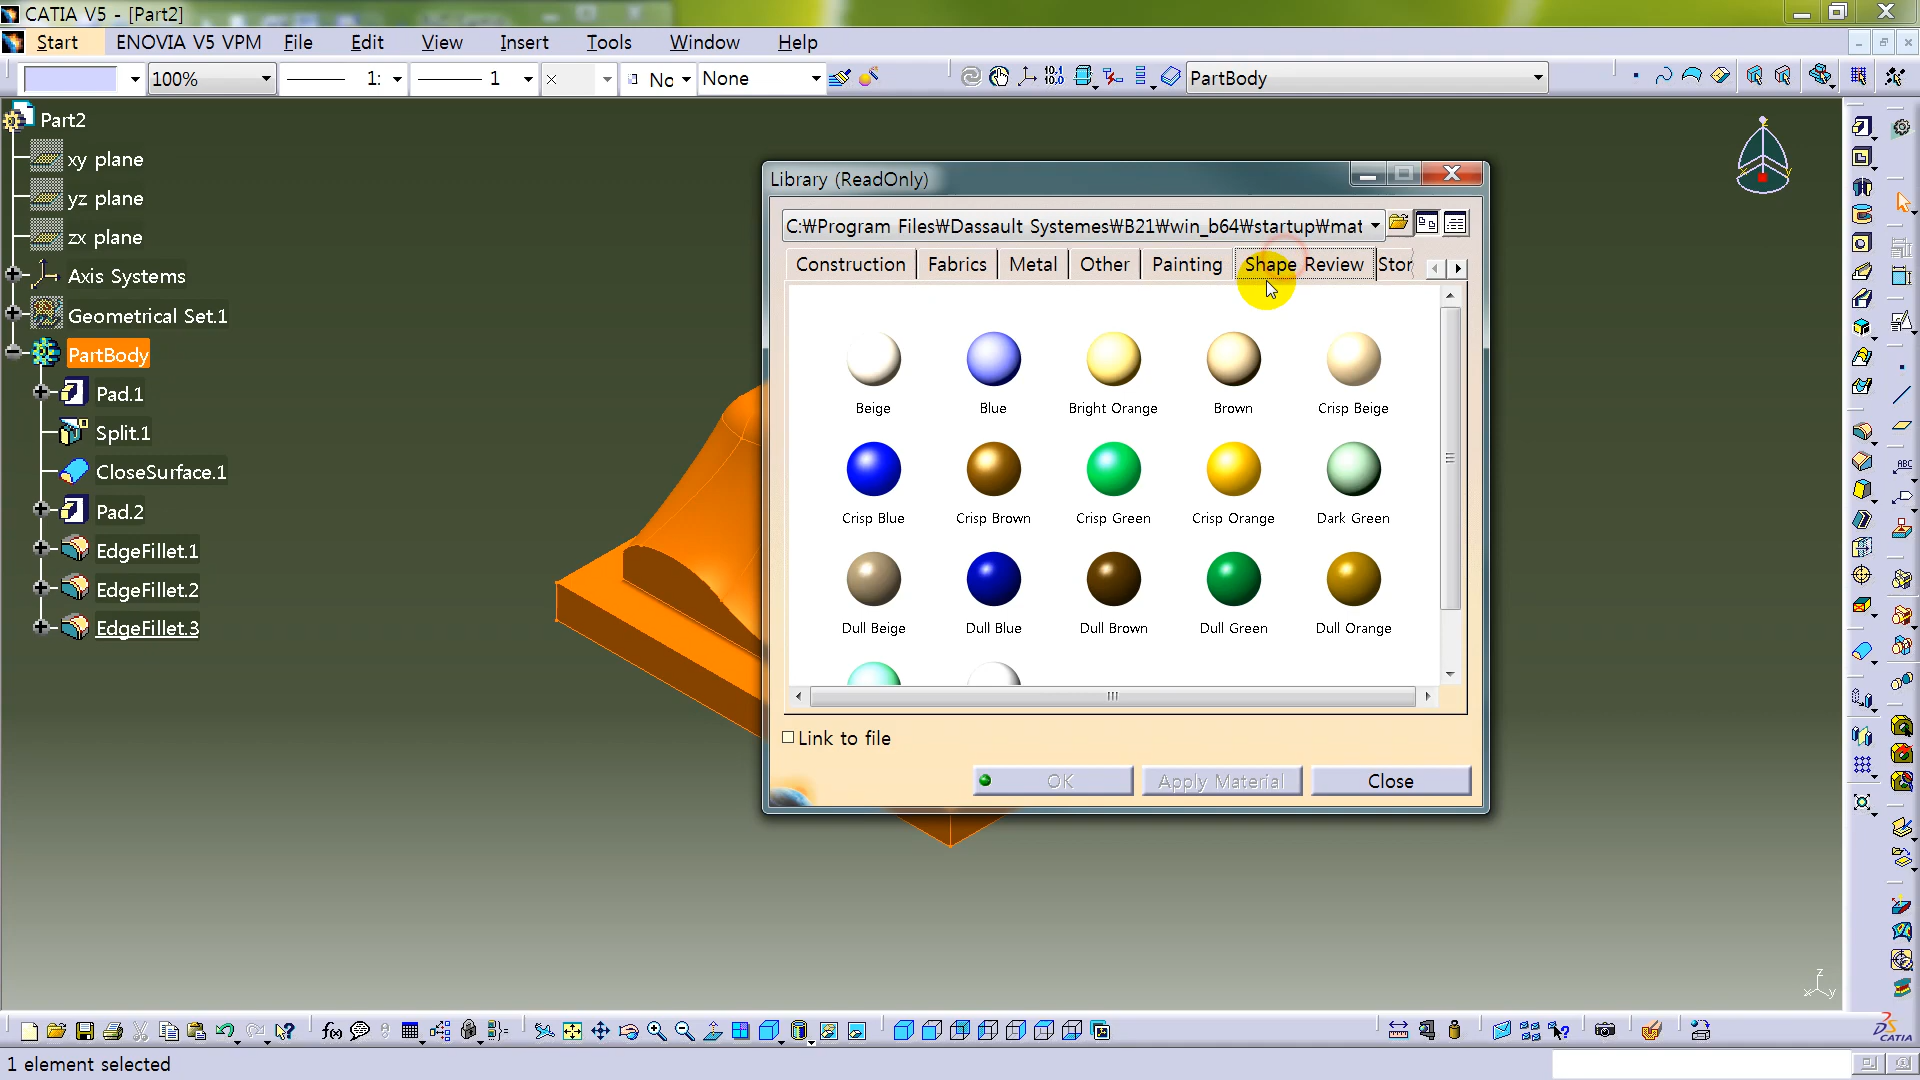 CATIA V5 - [Part2]
Start ENOVIA V5 VPM File Edit View Insert Tools Window Help
100% 1: 1 No None PartBody
Part2
xy plane
yz plane
zx plane
Axis Systems
Geometrical Set.1
PartBody
Pad.1
Split.1
CloseSurface.1
Pad.2
EdgeFillet.1
EdgeFillet.2
EdgeFillet.3
Library (ReadOnly)
C:₩Program Files₩Dassault Systemes₩B21₩win_b64₩startup₩mat
Construction Fabrics Metal Other Painting Shape Review Stor
Beige Blue Bright Orange Brown Crisp Beige
Crisp Blue Crisp Brown Crisp Green Crisp Orange Dark Green
Dull Beige Dull Blue Dull Brown Dull Green Dull Orange
Link to file
OK Apply Material Close
z
x y
f(x)
CATIA
1 element selected